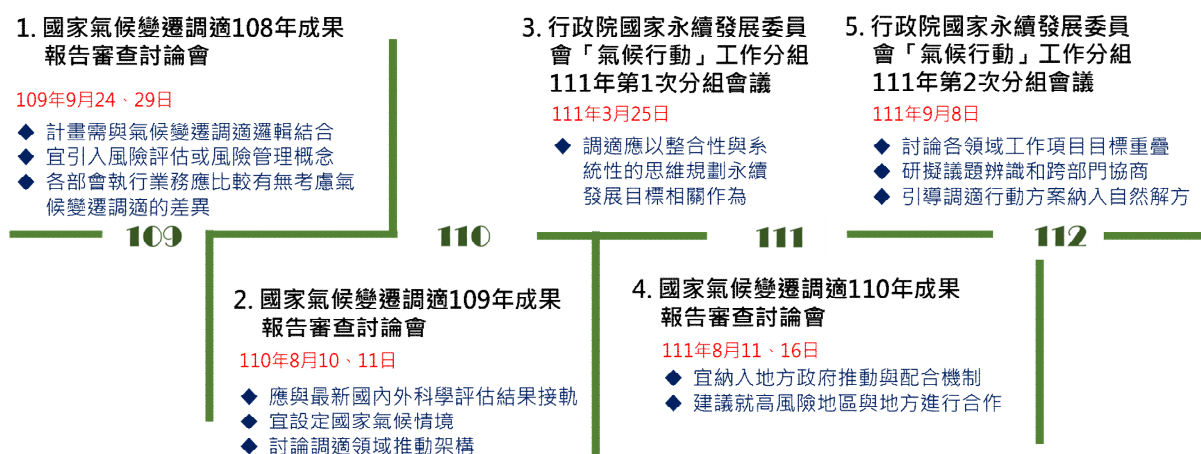 1. 國家氣候變遷調適108年成果
報告審查討論會
109年9月24、29日
◆ 計畫需與氣候變遷調適邏輯結合
◆ 宜引入風險評估或風險管理概念
◆ 各部會執行業務應比較有無考慮氣
候變遷調適的差異
3. 行政院國家永續發展委員
會「氣候行動」工作分組
111年第1次分組會議
111年3月25日
◆ 調適應以整合性與系
統性的思維規劃永續
發展目標相關作為
5. 行政院國家永續發展委員
會「氣候行動」工作分組
111年第2次分組會議
111年9月8日
◆ 討論各領域工作項目目標重疊
◆ 研擬議題辨識和跨部門協商
◆ 引導調適行動方案納入自然解方
109
110
111
112
2. 國家氣候變遷調適109年成果
報告審查討論會
110年8月10、11日
◆ 應與最新國內外科學評估結果接軌
◆ 宜設定國家氣候情境
◆ 討論調適領域推動架構
4. 國家氣候變遷調適110年成果
報告審查討論會
111年8月11、16日
◆ 宜納入地方政府推動與配合機制
◆ 建議就高風險地區與地方進行合作